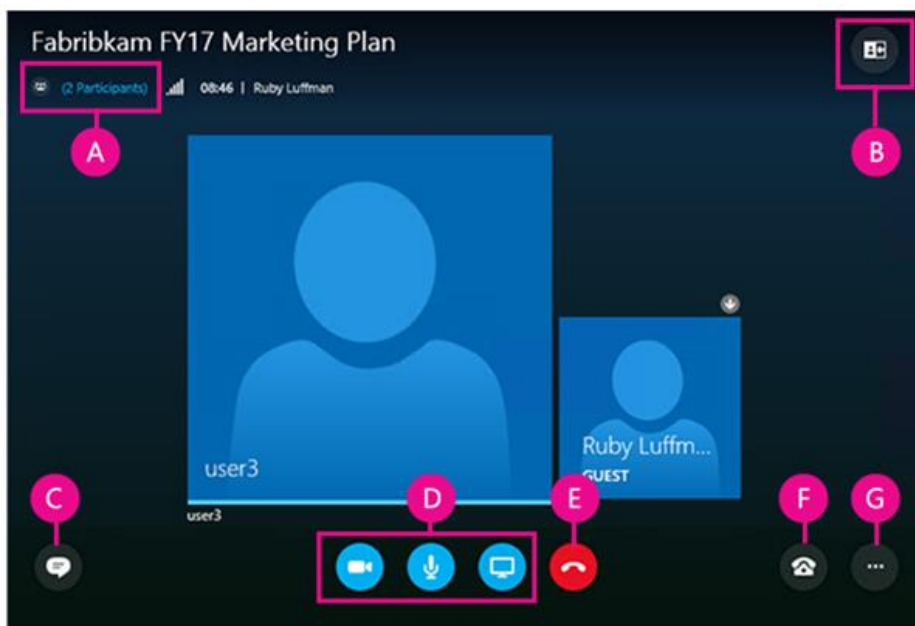 Fabribkam FY17 Marketing Plan
(2 Participants) 08:46 | Ruby Luffman
A
B
user3
Ruby Luffm...
GUEST
user3
C
D
E
F
G